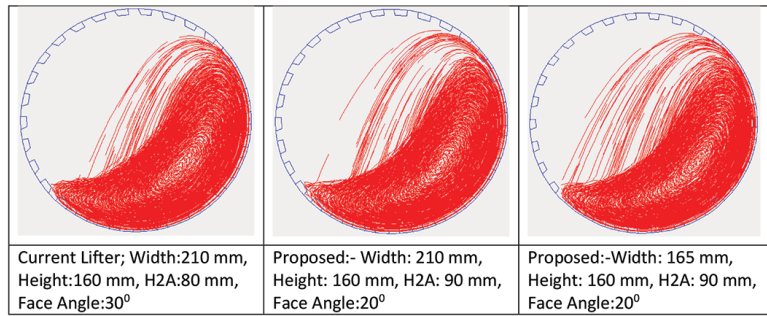 Current Lifter; Width:210 mm,
Height:160 mm, H2A:80 mm,
Face Angle:30⁰
Proposed:- Width: 210 mm,
Height: 160 mm, H2A: 90 mm,
Face Angle:20⁰
Proposed:-Width: 165 mm,
Height: 160 mm, H2A: 90 mm,
Face Angle:20⁰